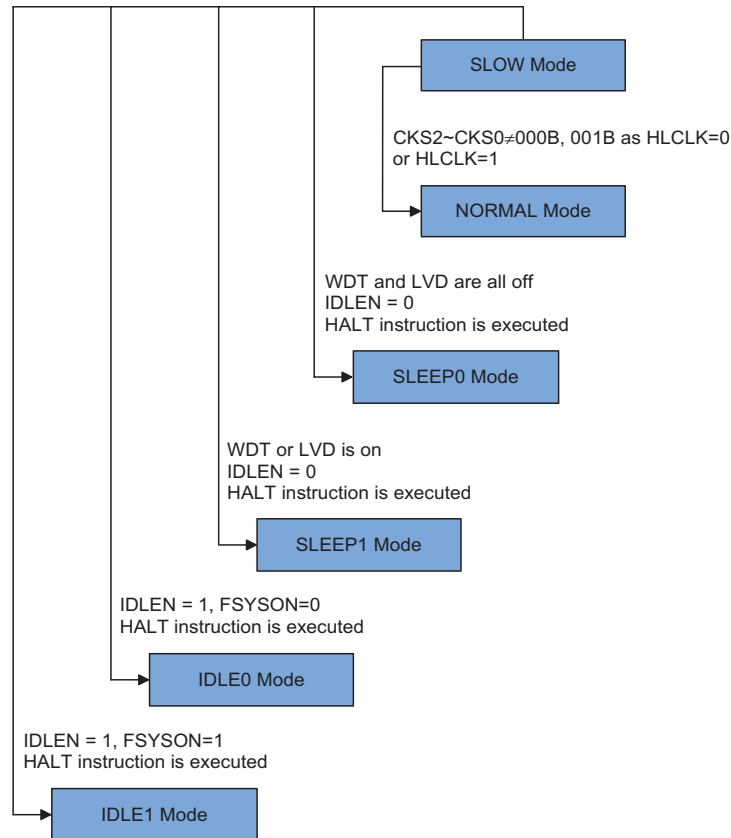 SLOW Mode
CKS2~CKS0≠000B, 001B as HLCLK=0
or HLCLK=1
NORMAL Mode
WDT and LVD are all off
IDLEN = 0
HALT instruction is executed
SLEEP0 Mode
WDT or LVD is on
IDLEN = 0
HALT instruction is executed
SLEEP1 Mode
IDLEN = 1, FSYSON=0
HALT instruction is executed
IDLE0 Mode
IDLEN = 1, FSYSON=1
HALT instruction is executed
IDLE1 Mode